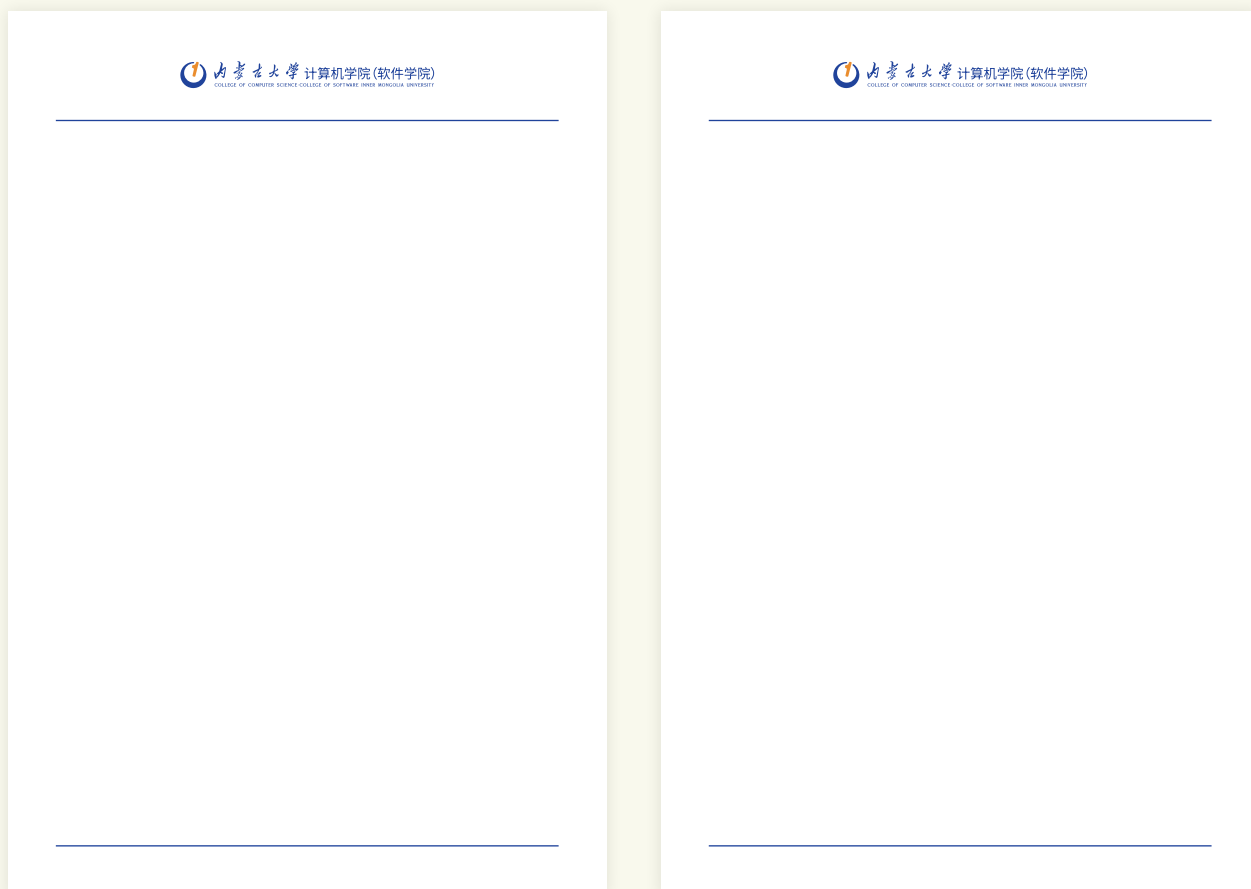 内蒙古大学 计算机学院(软件学院)
COLLEGE OF COMPUTER SCIENCE COLLEGE OF SOFTWARE INNER MONGOLIA UNIVERSITY
内蒙古大学 计算机学院(软件学院)
COLLEGE OF COMPUTER SCIENCE COLLEGE OF SOFTWARE INNER MONGOLIA UNIVERSITY